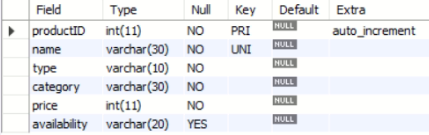 Field Type Null Key Default Extra
productID int(11) NO PRI NULL auto_increment
name varchar(30) NO UNI NULL
type varchar(10) NO NULL
category varchar(30) NO NULL
price int(11) NO NULL
availability varchar(20) YES NULL